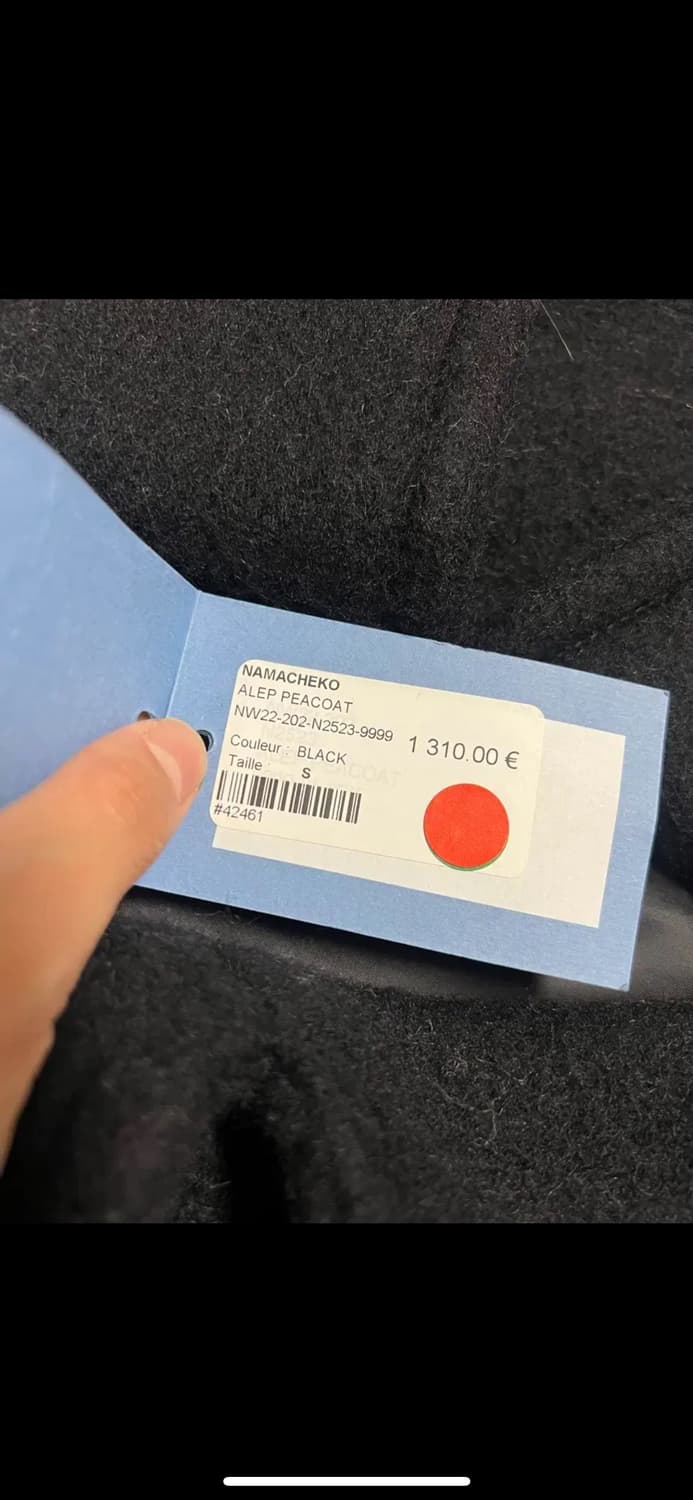 NAMACHEKO
ALEP PEACOAT
NW22-202-N2523-9999
1 310.00 €
Couleur : BLACK
Taille : S
#42461